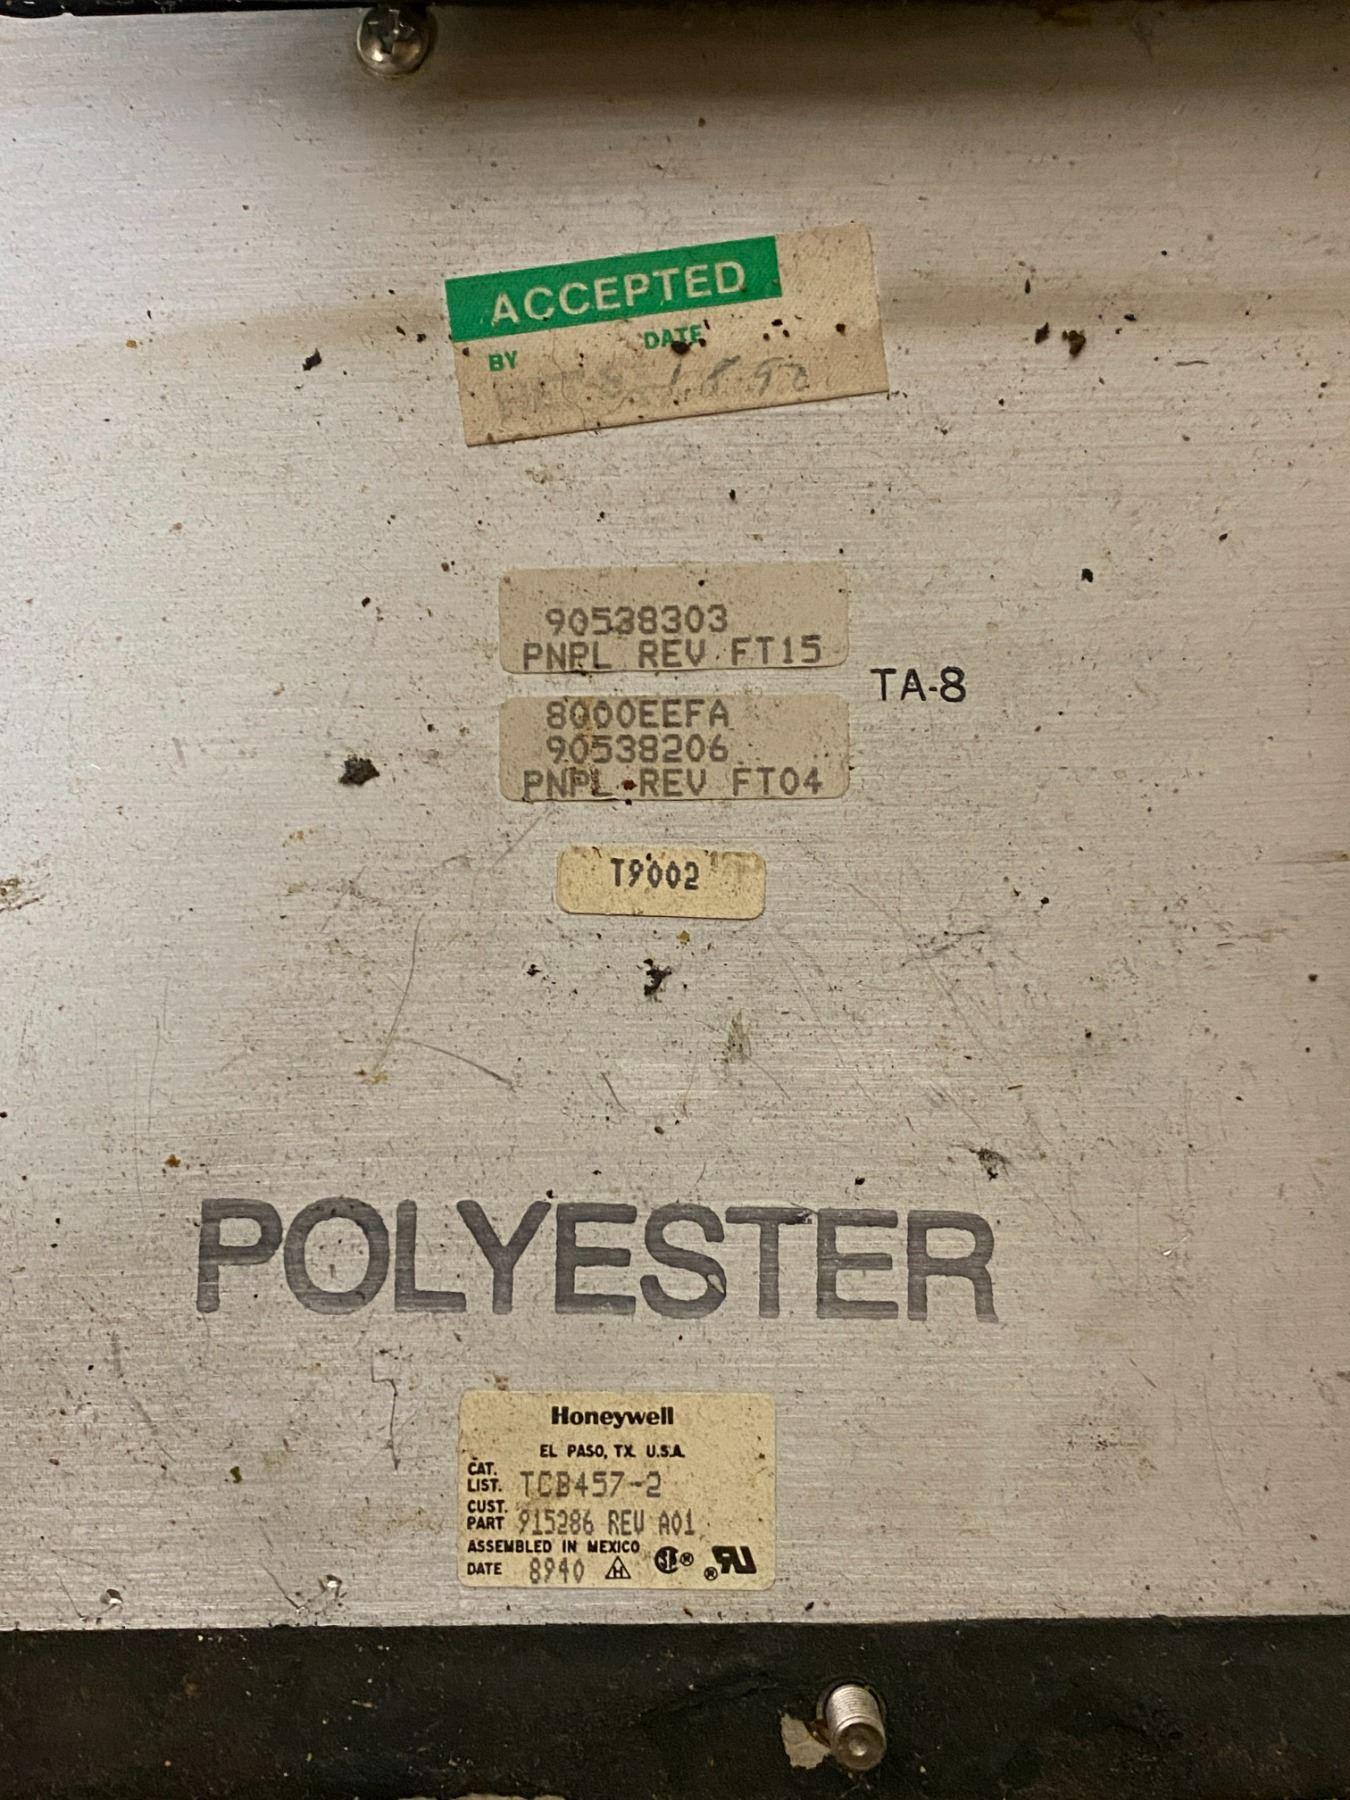 ACCEPTED
BY DATE
90538303
PNPL REV FT15
TA-8
8000EEFA
90538206
PNPL REV FT04
T9002
POLYESTER
Honeywell
EL PASO, TX. U.S.A.
CAT.
LIST. TCB457-2
CUST.
PART 915286 REV A01
ASSEMBLED IN MEXICO
DATE 8940